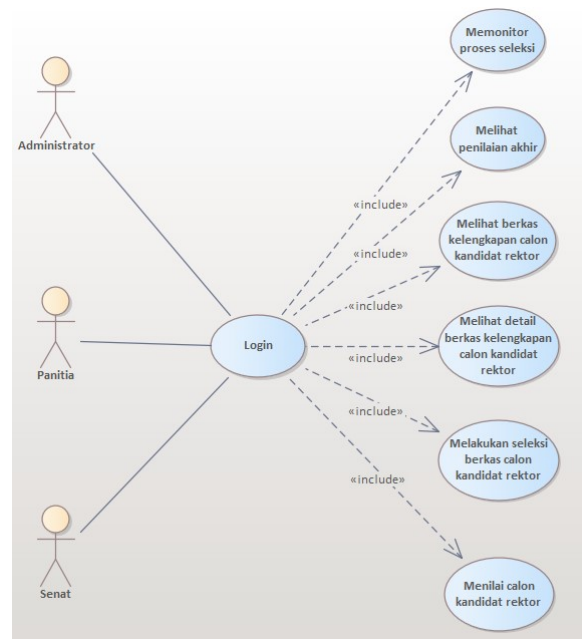 Memonitor
proses seleksi
Administrator
Melihat
penilaian akhir
«include»
«include»
Melihat berkas
kelengkapan calon
kandidat rektor
«include»
Panitia
Login
«include»
Melihat detail
berkas kelengkapan
calon kandidat
rektor
«include»
Melakukan seleksi
berkas calon
kandidat rektor
«include»
Senat
Menilai calon
kandidat rektor